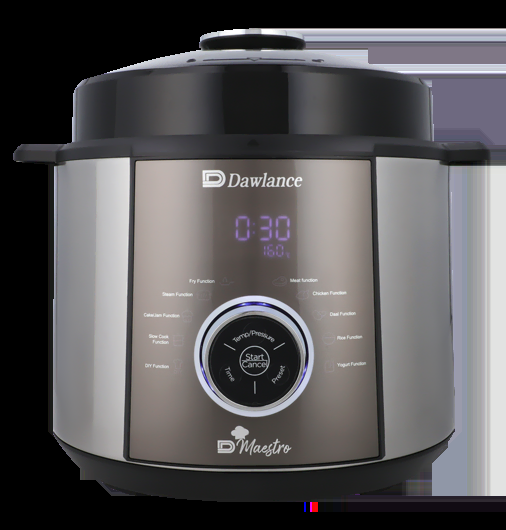 Dawlance
0:30
160
Fry Function
Meat function
Steam Function
Chicken Function
Cake/Jam Function
Daal Function
Slow Cook
Function
Rice Function
DIY Function
Yogurt Function
Temp/Pressure
Start
Cancel
Time
Preset
Maestro